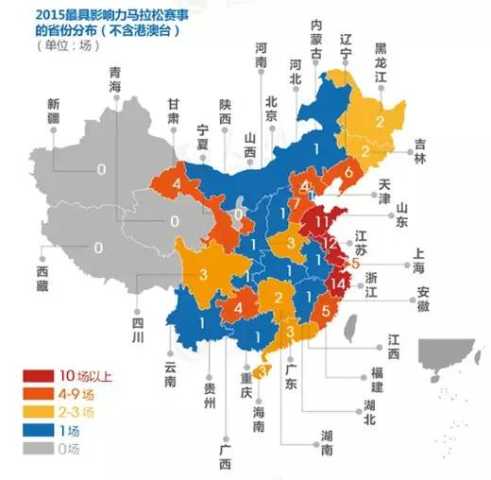 2015最具影响力马拉松赛事
的省份分布（不含港澳台）
（单位：场）
内蒙古
辽宁
黑龙江
河南
河北
青海
新疆
甘肃
陕西
北京
宁夏
山西
吉林
天津
山东
江苏
上海
浙江
安徽
江西
福建
湖北
湖南
广东
海南
重庆
广西
贵州
云南
四川
西藏
2
2
1
6
0
4
4
1
7
0
0
1
11
0
1
3
12
5
3
1
1
14
4
2
1
5
1
1
3
3
10场以上
4-9场
2-3场
1场
0场